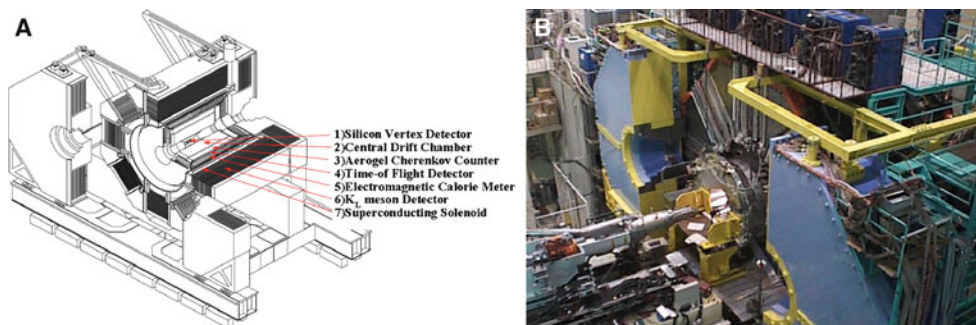 A
1)Silicon Vertex Detector
2)Central Drift Chamber
3)Aerogel Cherenkov Counter
4)Time-of Flight Detector
5)Electromagnetic Calorie Meter
6)KL meson Detector
7)Superconducting Solenoid
B